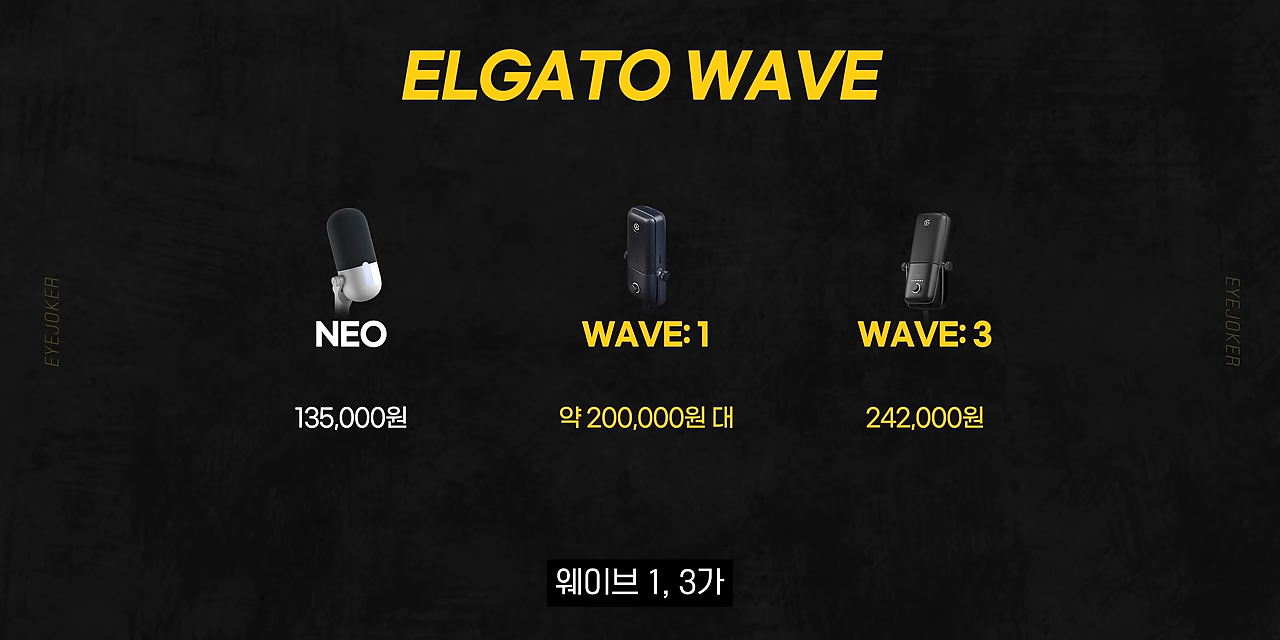 ELGATO WAVE
EYEJOKER
EYEJOKER
NEO
WAVE: 1
WAVE: 3
135,000원
약 200,000원 대
242,000원
웨이브 1, 3가